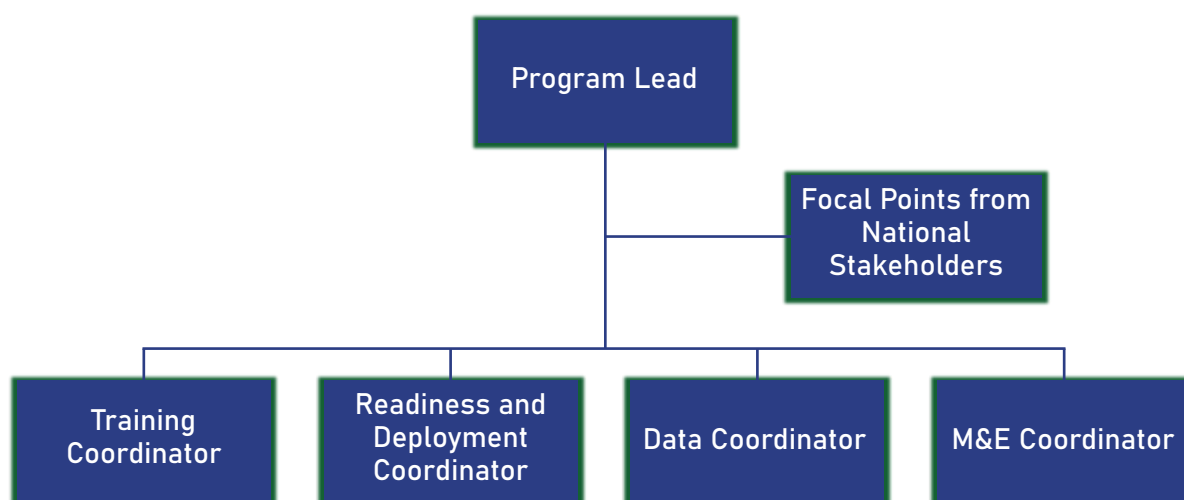 Program Lead
Focal Points from
National
Stakeholders
Training
Coordinator
Readiness and
Deployment
Coordinator
Data Coordinator
M&E Coordinator